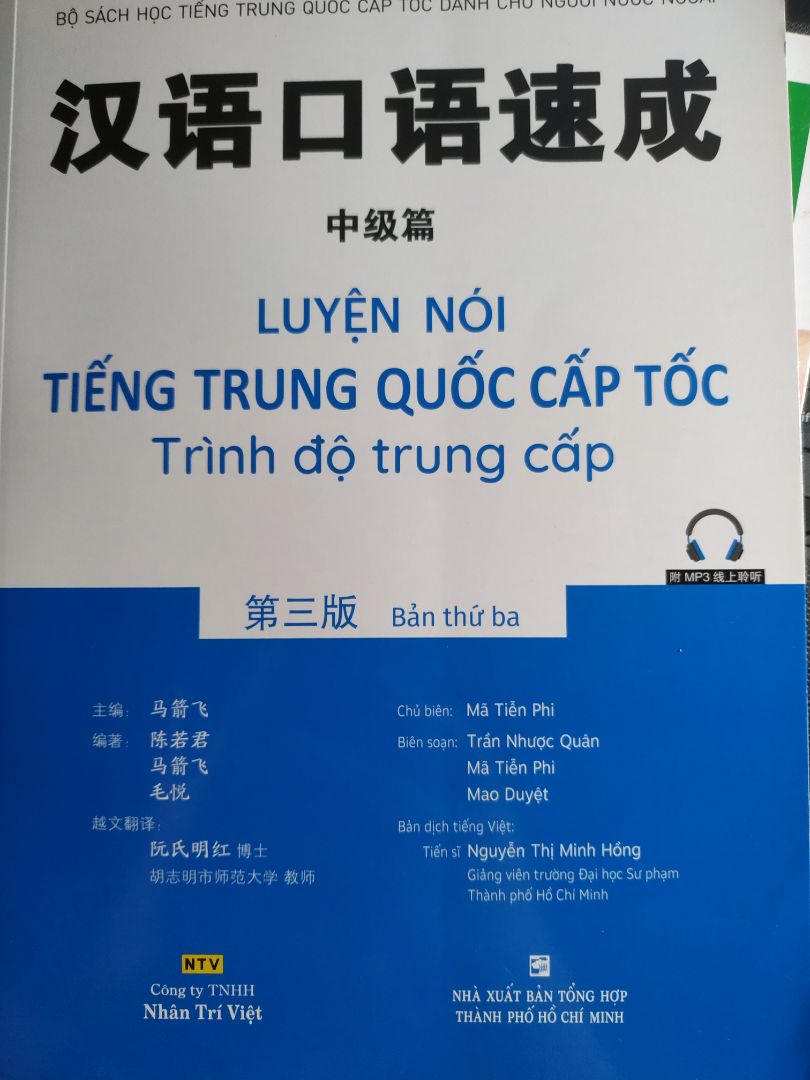 BỘ SÁCH HỌC TIẾNG TRUNG QUỐC CẤP TỐC DÀNH CHO NGƯỜI NƯỚC NGOÀI
汉语口语速成
中级篇
LUYỆN NÓI
TIẾNG TRUNG QUỐC CẤP TỐC
Trình độ trung cấp
附 MP3 线上聆听
第三版 Bản thứ ba
主编: 马箭飞
编著: 陈若君
马箭飞
毛悦
越文翻译:
阮氏明红 博士
胡志明市师范大学 教师
Chủ biên: Mã Tiễn Phi
Biên soạn: Trần Nhược Quân
Mã Tiễn Phi
Mao Duyệt
Bản dịch tiếng Việt:
Tiến sĩ Nguyễn Thị Minh Hồng
Giảng viên trường Đại học Sư phạm
Thành phố Hồ Chí Minh
NTV
Công ty TNHH
Nhân Trí Việt
NHÀ XUẤT BẢN TỔNG HỢP
THÀNH PHỐ HỒ CHÍ MINH